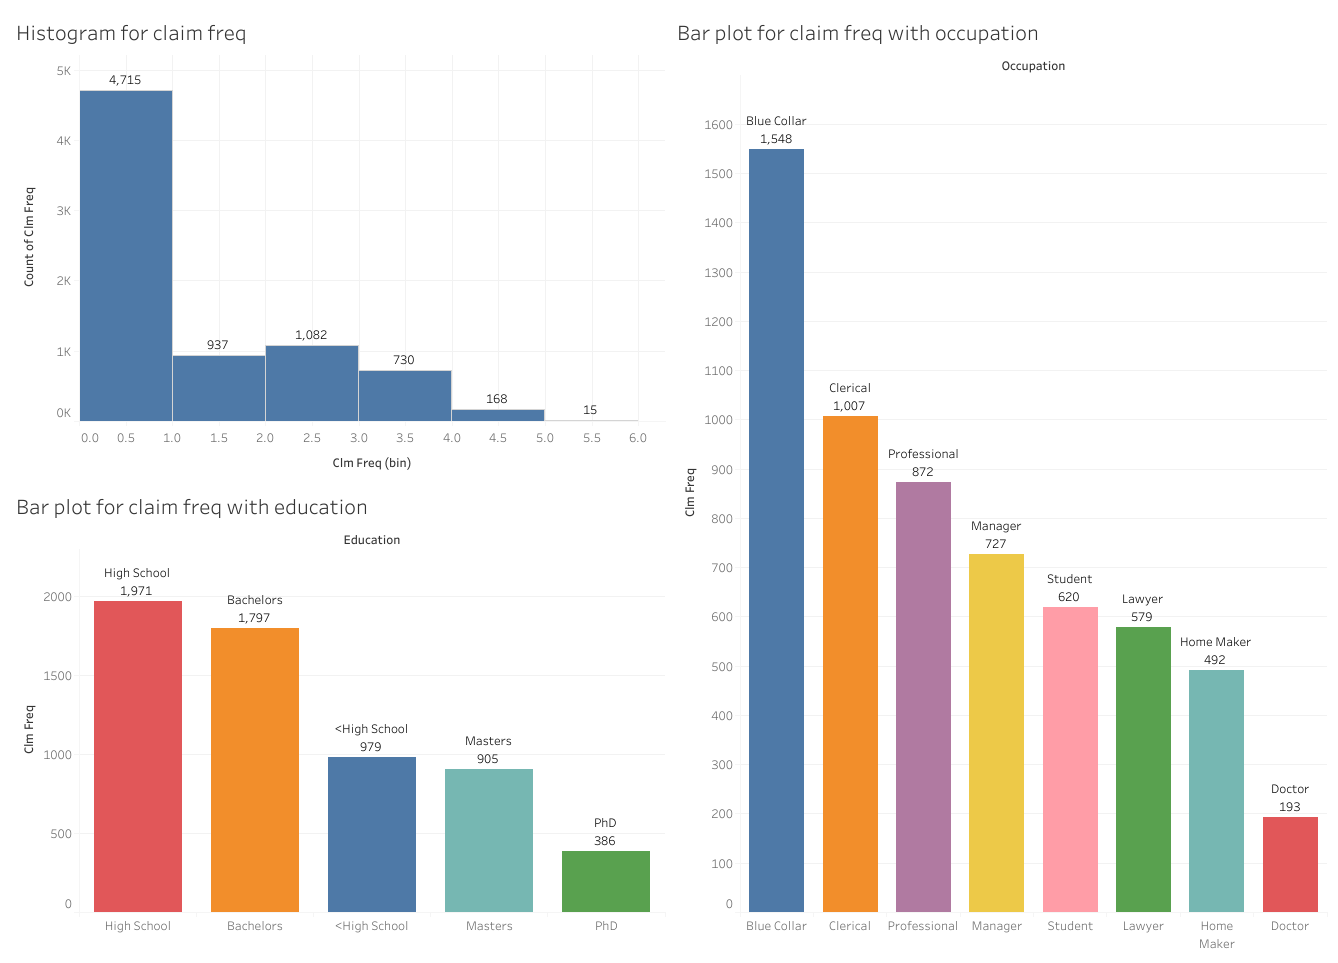 Histogram for claim freq
5K
4K
3K
2K
1K
0K
Count of Clm Freq
4,715
937
1,082
730
168
15
0.0 0.5 1.0 1.5 2.0 2.5 3.0 3.5 4.0 4.5 5.0 5.5 6.0
Clm Freq (bin)
Bar plot for claim freq with education
Education
2000
1500
1000
500
0
Clm Freq
High School
1,971
Bachelors
1,797
<High School
979
Masters
905
PhD
386
High School Bachelors <High School Masters PhD
Bar plot for claim freq with occupation
Occupation
1600
1500
1400
1300
1200
1100
1000
900
800
700
600
500
400
300
200
100
0
Clm Freq
Blue Collar
1,548
Clerical
1,007
Professional
872
Manager
727
Student
620
Lawyer
579
Home Maker
492
Doctor
193
Blue Collar Clerical Professional Manager Student Lawyer Home Doctor
Maker